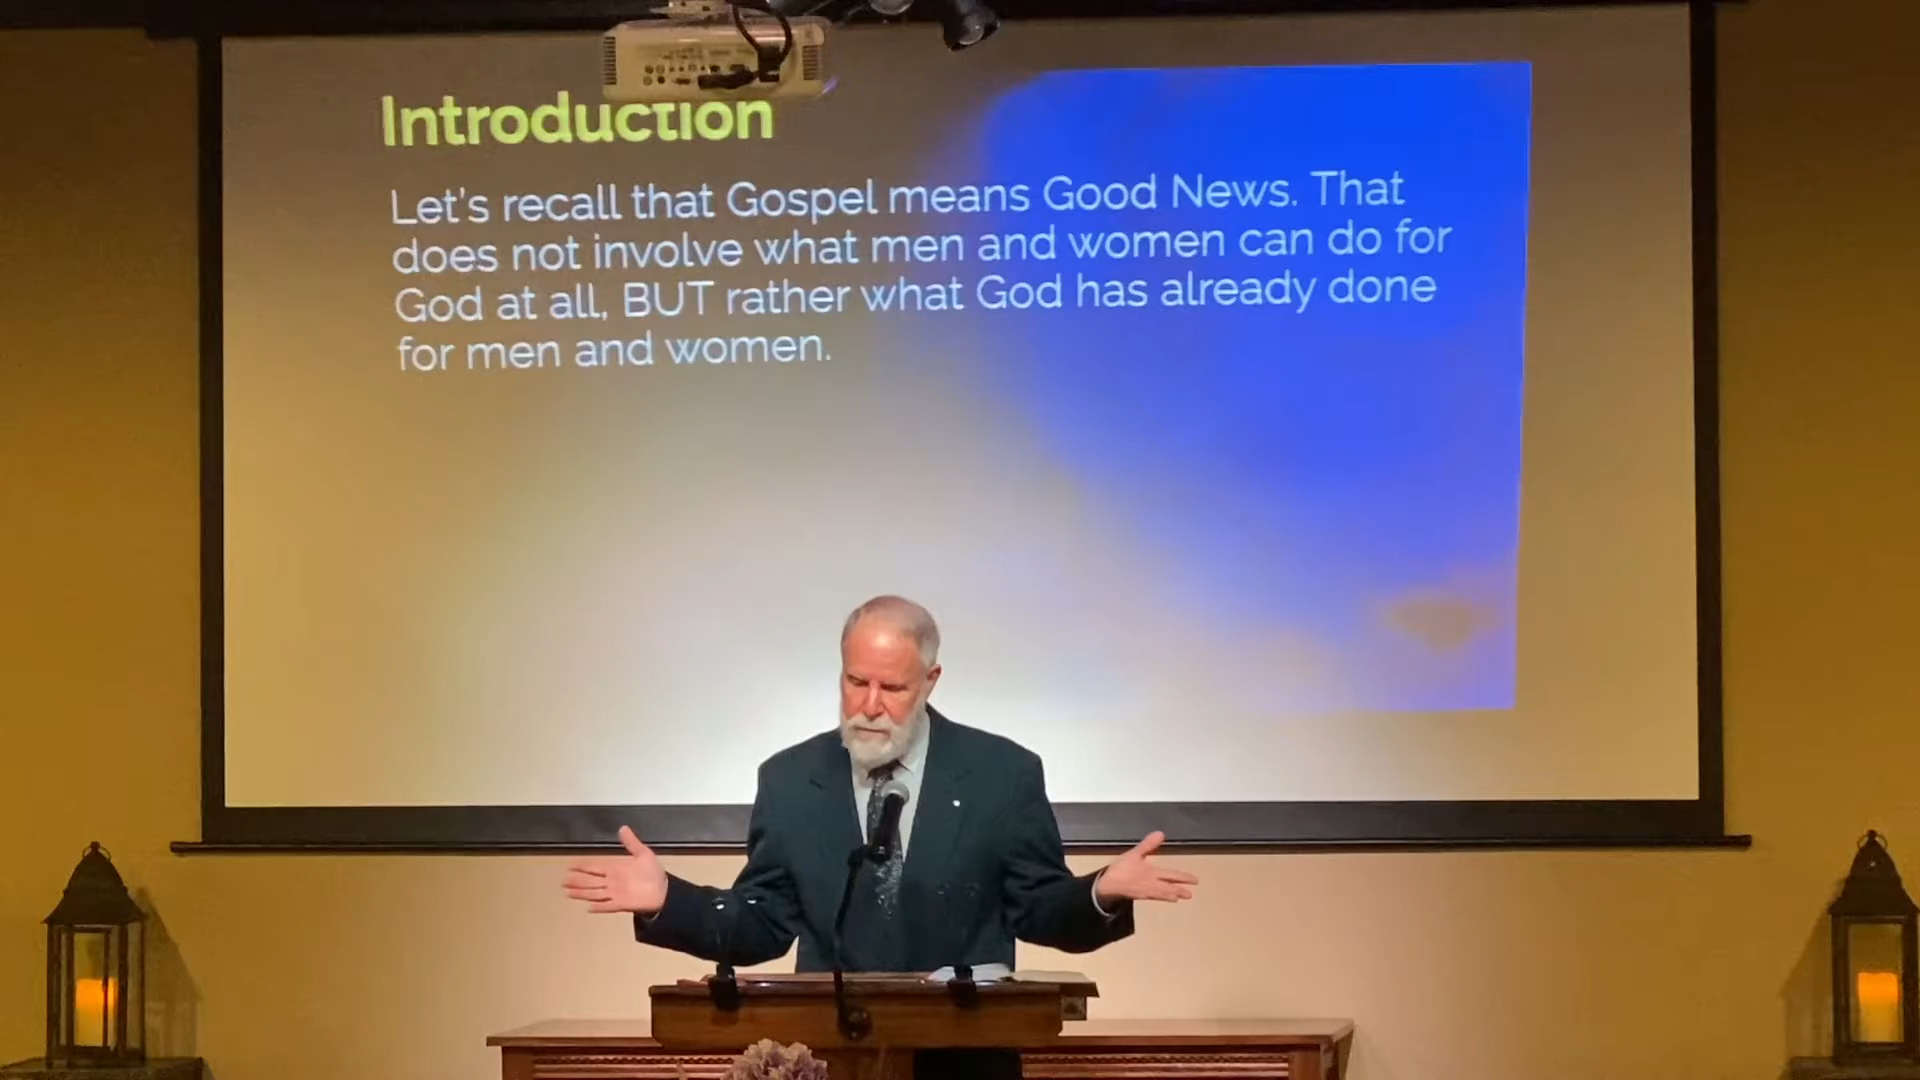 Introduction
Let's recall that Gospel means Good News. That
does not involve what men and women can do for
God at all, BUT rather what God has already done
for men and women.